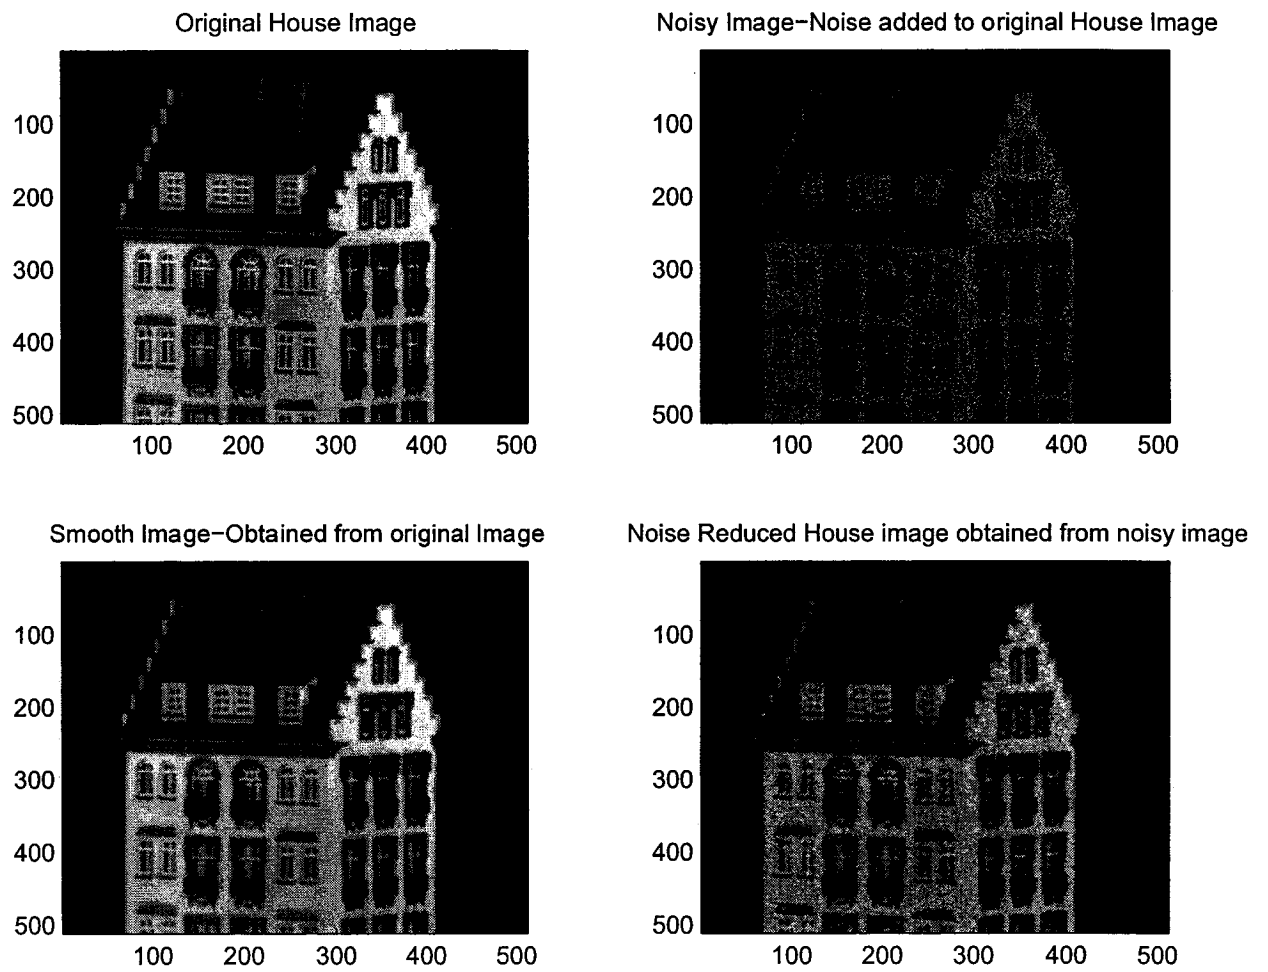 Original House Image
Noisy Image−Noise added to original House Image
100
200
300
400
500
100 200 300 400 500
100
200
300
400
500
100 200 300 400 500
Smooth Image−Obtained from original Image
Noise Reduced House image obtained from noisy image
100
200
300
400
500
100 200 300 400 500
100
200
300
400
500
100 200 300 400 500